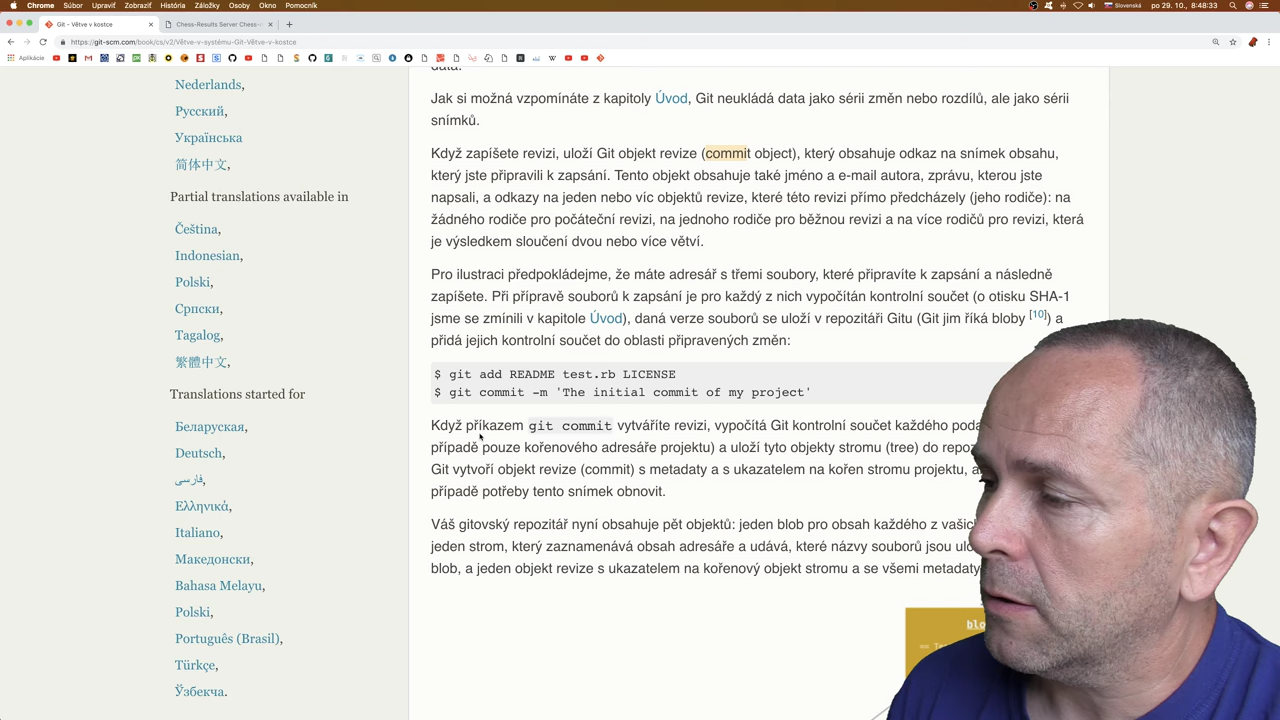 Chrome Súbor Upraviť Zobraziť História Záložky Osoby Okno Pomocník
Slovenská po 29. 10., 8:48:33
Git - Větve v kostce
Chess-Results Server Chess-
https://git-scm.com/book/cs/v2/Větve-v-systému-Git-Větve-v-kostce
Aplikácie
Nederlands,
Русский,
Українська
简体中文,
Partial translations available in
Čeština,
Indonesian,
Polski,
Српски,
Tagalog,
繁體中文,
Translations started for
Беларуская,
Deutsch,
فارسی,
Ελληνικά,
Italiano,
Македонски,
Bahasa Melayu,
Polski,
Português (Brasil),
Türkçe,
Ўзбекча.
data.
Jak si možná vzpomínáte z kapitoly Úvod, Git neukládá data jako sérii změn nebo rozdílů, ale jako sérii
snímků.
Když zapíšete revizi, uloží Git objekt revize (commit object), který obsahuje odkaz na snímek obsahu,
který jste připravili k zapsání. Tento objekt obsahuje také jméno a e-mail autora, zprávu, kterou jste
napsali, a odkazy na jeden nebo víc objektů revize, které této revizi přímo předcházely (jeho rodiče): na
žádného rodiče pro počáteční revizi, na jednoho rodiče pro běžnou revizi a na více rodičů pro revizi, která
je výsledkem sloučení dvou nebo více větví.
Pro ilustraci předpokládejme, že máte adresář s třemi soubory, které připravíte k zapsání a následně
zapíšete. Při přípravě souborů k zapsání je pro každý z nich vypočítán kontrolní součet (o otisku SHA-1
jsme se zmínili v kapitole Úvod), daná verze souborů se uloží v repozitáři Gitu (Git jim říká bloby [10]) a
přidá jejich kontrolní součet do oblasti připravených změn:
$ git add README test.rb LICENSE
$ git commit -m 'The initial commit of my project'
Když příkazem git commit vytváříte revizi, vypočítá Git kontrolní součet každého
případě pouze kořenového adresáře projektu) a uloží tyto objekty stromu (tree) do
Git vytvoří objekt revize (commit) s metadaty a s ukazatelem na kořen stromu projektu,
případě potřeby tento snímek obnovit.
Váš gitovský repozitář nyní obsahuje pět objektů: jeden blob pro obsah každého z
jeden strom, který zaznamenává obsah adresáře a udává, které názvy souborů jsou
blob, a jeden objekt revize s ukazatelem na kořenový objekt stromu a se všemi metadaty